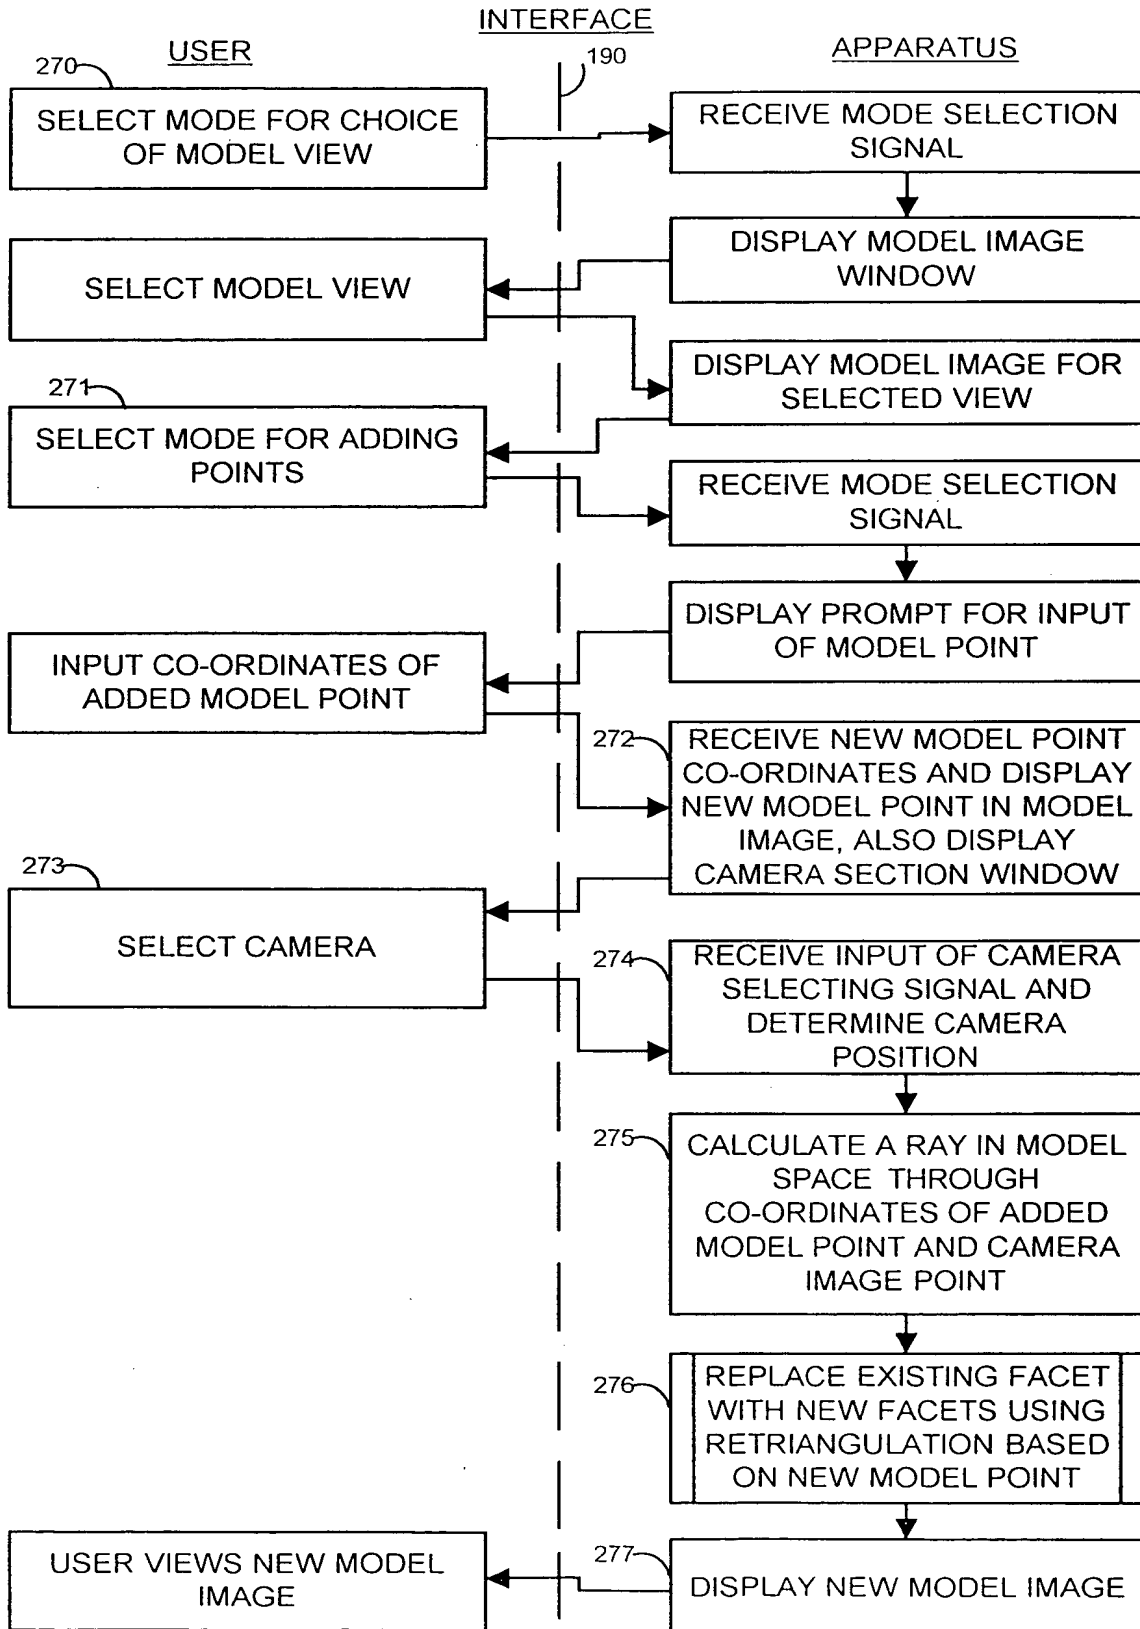 INTERFACE
USER
190
APPARATUS
270
SELECT MODE FOR CHOICE
OF MODEL VIEW
RECEIVE MODE SELECTION
SIGNAL
DISPLAY MODEL IMAGE
WINDOW
SELECT MODEL VIEW
DISPLAY MODEL IMAGE FOR
SELECTED VIEW
271
SELECT MODE FOR ADDING
POINTS
RECEIVE MODE SELECTION
SIGNAL
DISPLAY PROMPT FOR INPUT
OF MODEL POINT
INPUT CO-ORDINATES OF
ADDED MODEL POINT
272
RECEIVE NEW MODEL POINT
CO-ORDINATES AND DISPLAY
NEW MODEL POINT IN MODEL
IMAGE, ALSO DISPLAY
CAMERA SECTION WINDOW
273
SELECT CAMERA
274
RECEIVE INPUT OF CAMERA
SELECTING SIGNAL AND
DETERMINE CAMERA
POSITION
275
CALCULATE A RAY IN MODEL
SPACE THROUGH
CO-ORDINATES OF ADDED
MODEL POINT AND CAMERA
IMAGE POINT
276
REPLACE EXISTING FACET
WITH NEW FACETS USING
RETRIANGULATION BASED
ON NEW MODEL POINT
277
DISPLAY NEW MODEL IMAGE
USER VIEWS NEW MODEL
IMAGE